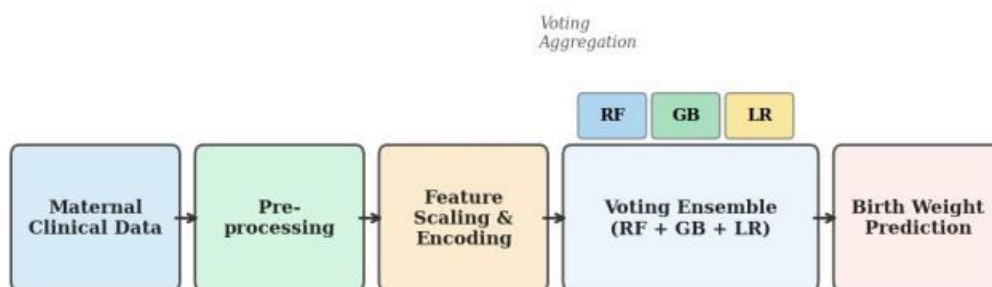 Voting
Aggregation
RF
GB
LR
Maternal
Clinical Data
Pre-
processing
Feature
Scaling &
Encoding
Voting Ensemble
(RF + GB + LR)
Birth Weight
Prediction